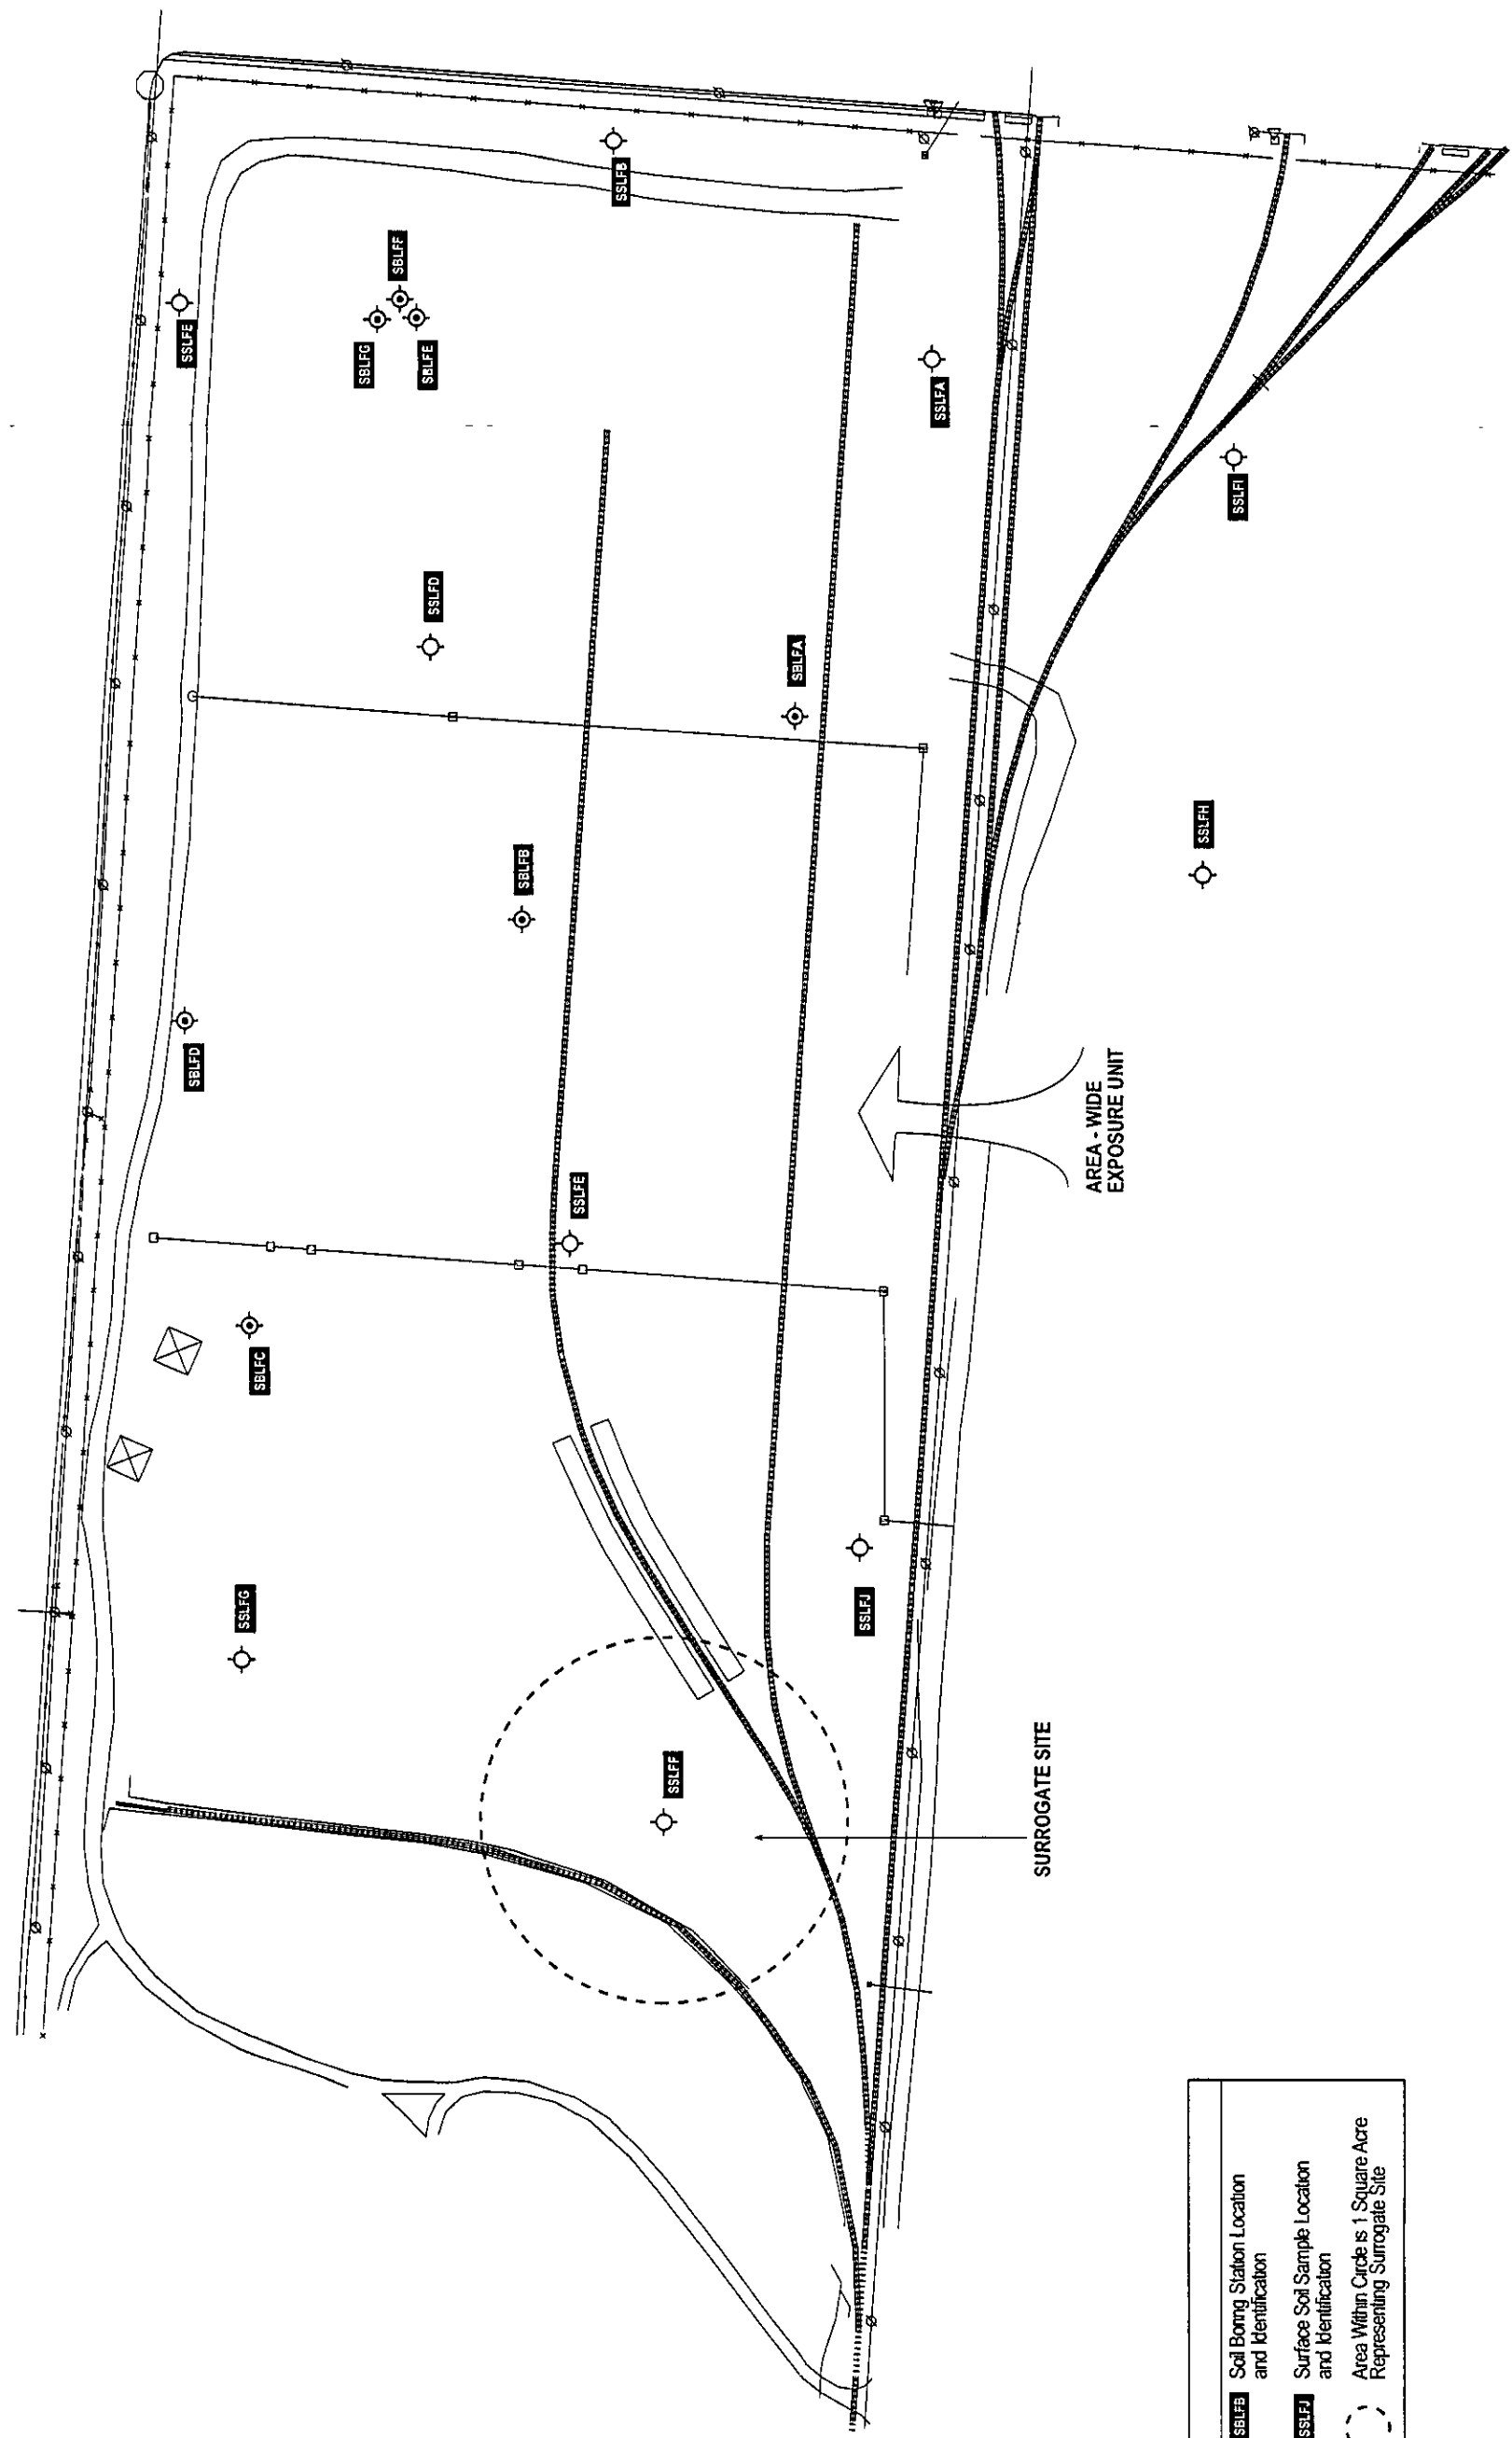 SSLFB
SBLFF
SSLFE
SBLFG
SBLFE
SSLFA
SSLFI
SSLFD
SBLFA
SSLFH
SBLFB
SBLFD
AREA - WIDE
EXPOSURE UNIT
SSLFE
SBLFC
SSLFG
SSLFJ
SSLFF
SURROGATE SITE
SBLFB Soil Boring Station Location
and Identification
SSLFJ Surface Soil Sample Location
and Identification
Area Within Circle is 1 Square Acre
Representing Surrogate Site